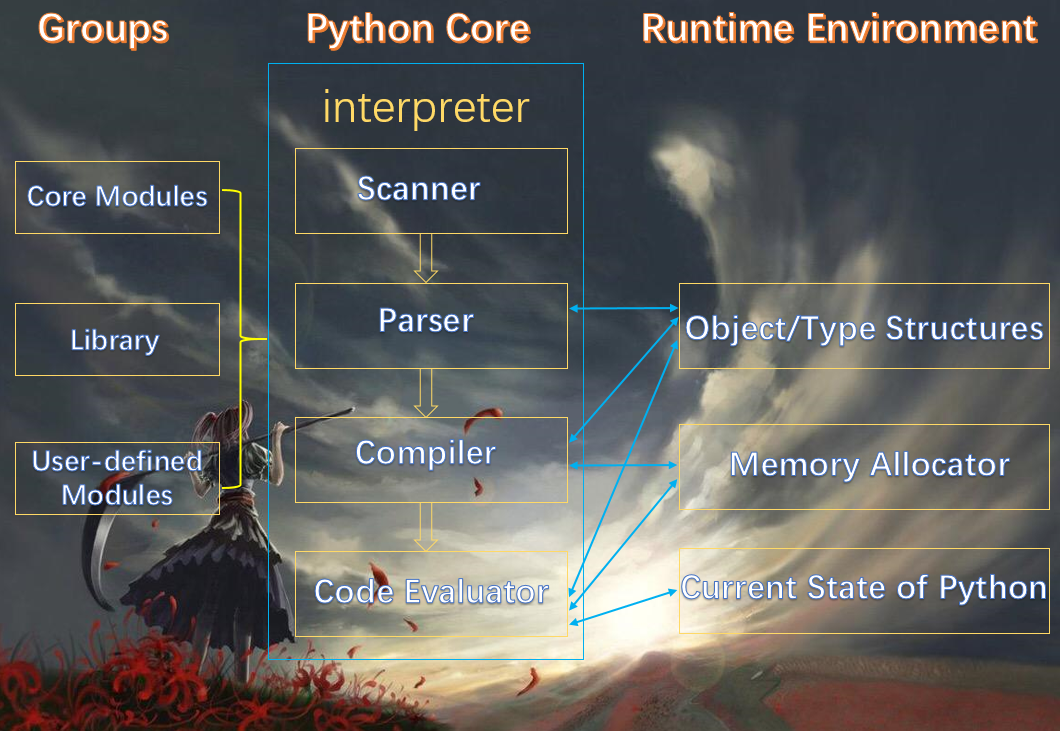 Groups
Python Core
Runtime Environment
interpreter
Core Modules
Library
User-defined
Modules
Scanner
Parser
Compiler
Code Evaluator
Object/Type Structures
Memory Allocator
Current State of Python